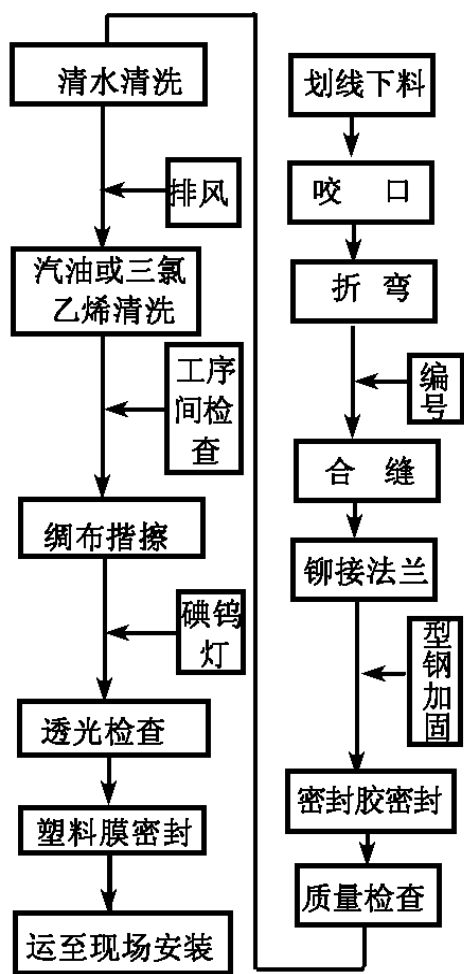 清水清洗
排风
汽油或三氯
乙烯清洗
工序
间检
查
绸布揩擦
碘钨
灯
透光检查
塑料膜密封
运至现场安装
划线下料
咬 口
折 弯
编
号
合 缝
铆接法兰
型
钢
加
固
密封胶密封
质量检查